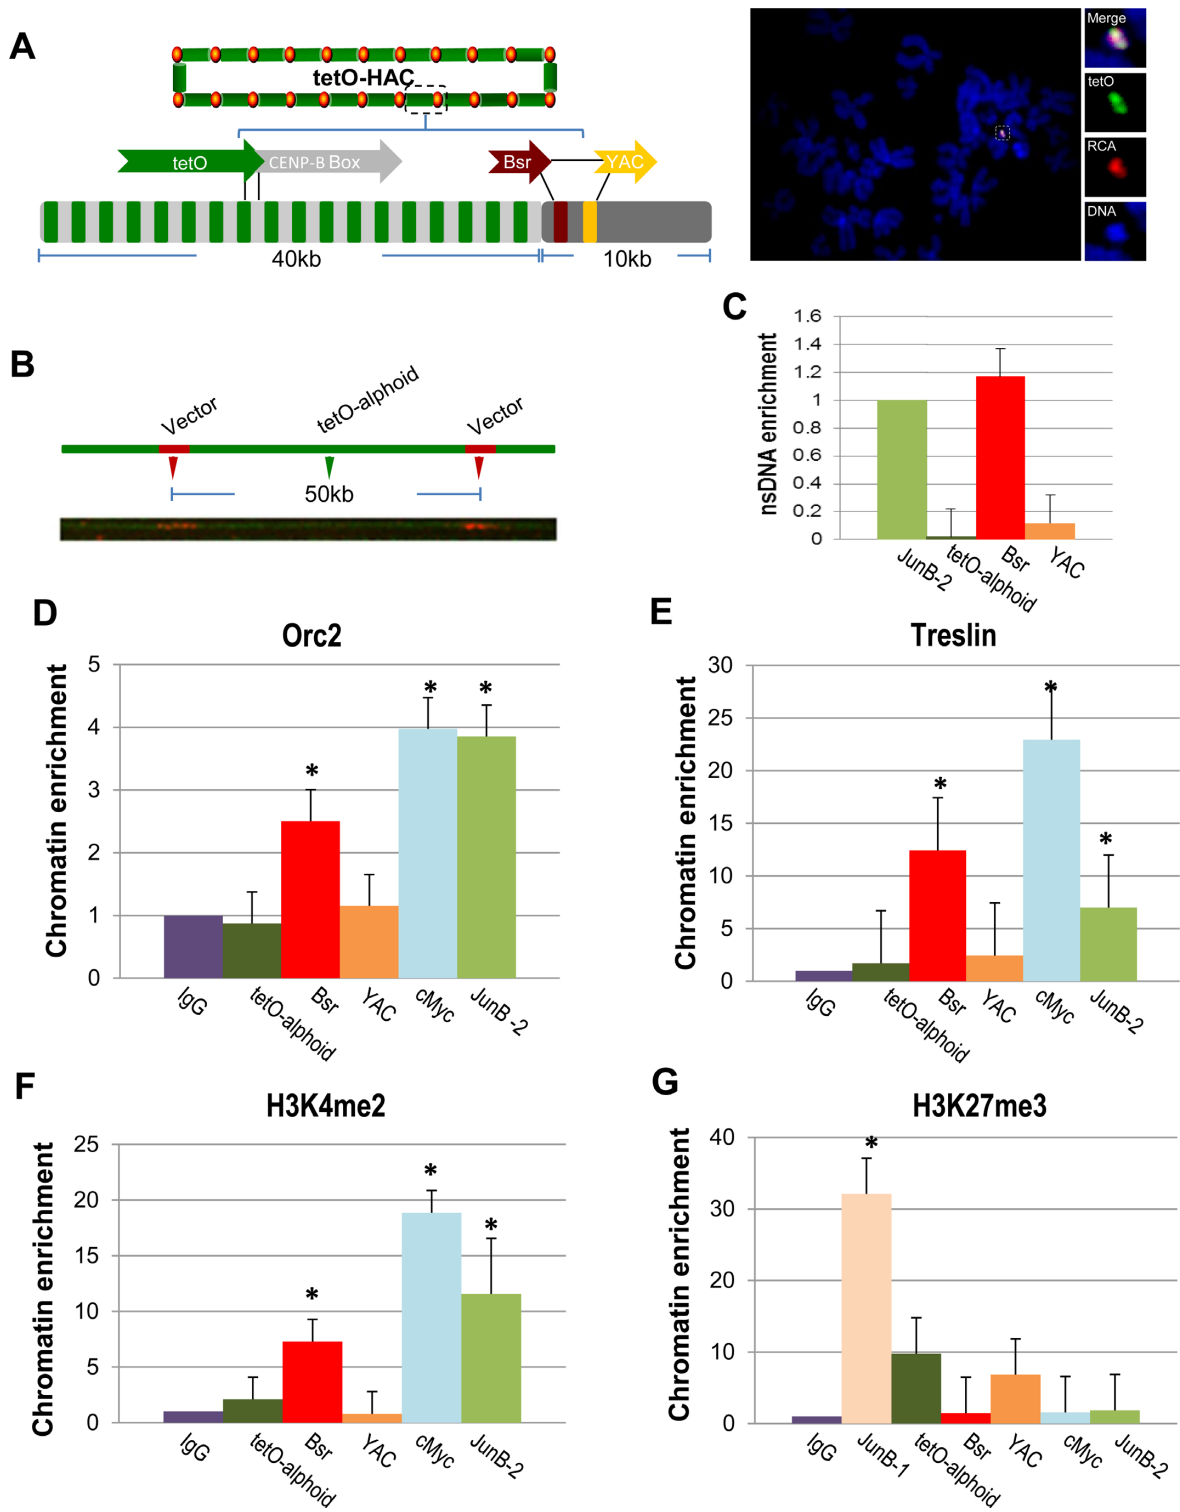 A
tetO-HAC
tetO
CENP-B Box
Bsr
YAC
40kb
10kb
Merge
tetO
RCA
DNA
B
Vector
tetO-alphoid
Vector
50kb
C
nsDNA enrichment
1.6
1.4
1.2
1
0.8
0.6
0.4
0.2
0
JunB-2
tetO-alphoid
Bsr
YAC
D
Orc2
Chromatin enrichment
5
4
3
2
1
0
*
*
*
IgG
tetO-alphoid
Bsr
YAC
cMyc
JunB -2
E
Treslin
Chromatin enrichment
30
25
20
15
10
5
0
*
*
*
IgG
tetO-alphoid
Bsr
YAC
cMyc
JunB-2
F
H3K4me2
Chromatin enrichment
25
20
15
10
5
0
*
*
*
IgG
tetO-alphoid
Bsr
YAC
cMyc
JunB-2
G
H3K27me3
Chromatin enrichment
40
30
20
10
0
*
IgG
JunB-1
tetO-alphoid
Bsr
YAC
cMyc
JunB-2